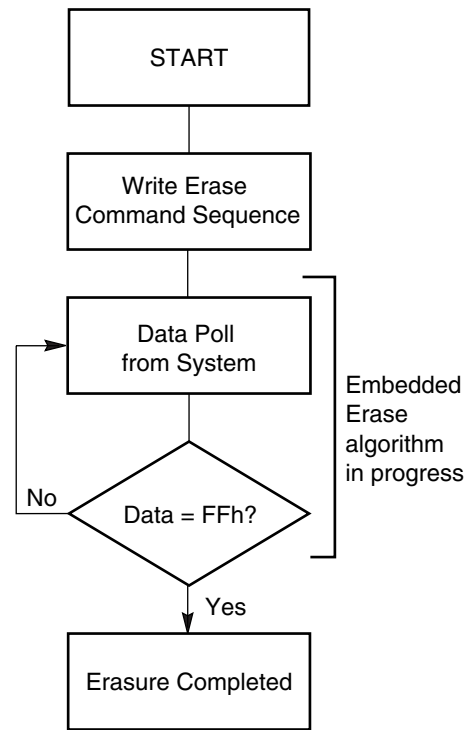 START
Write Erase
Command Sequence
Data Poll
from System
Embedded
Erase
algorithm
in progress
No
Data = FFh?
Yes
Erasure Completed